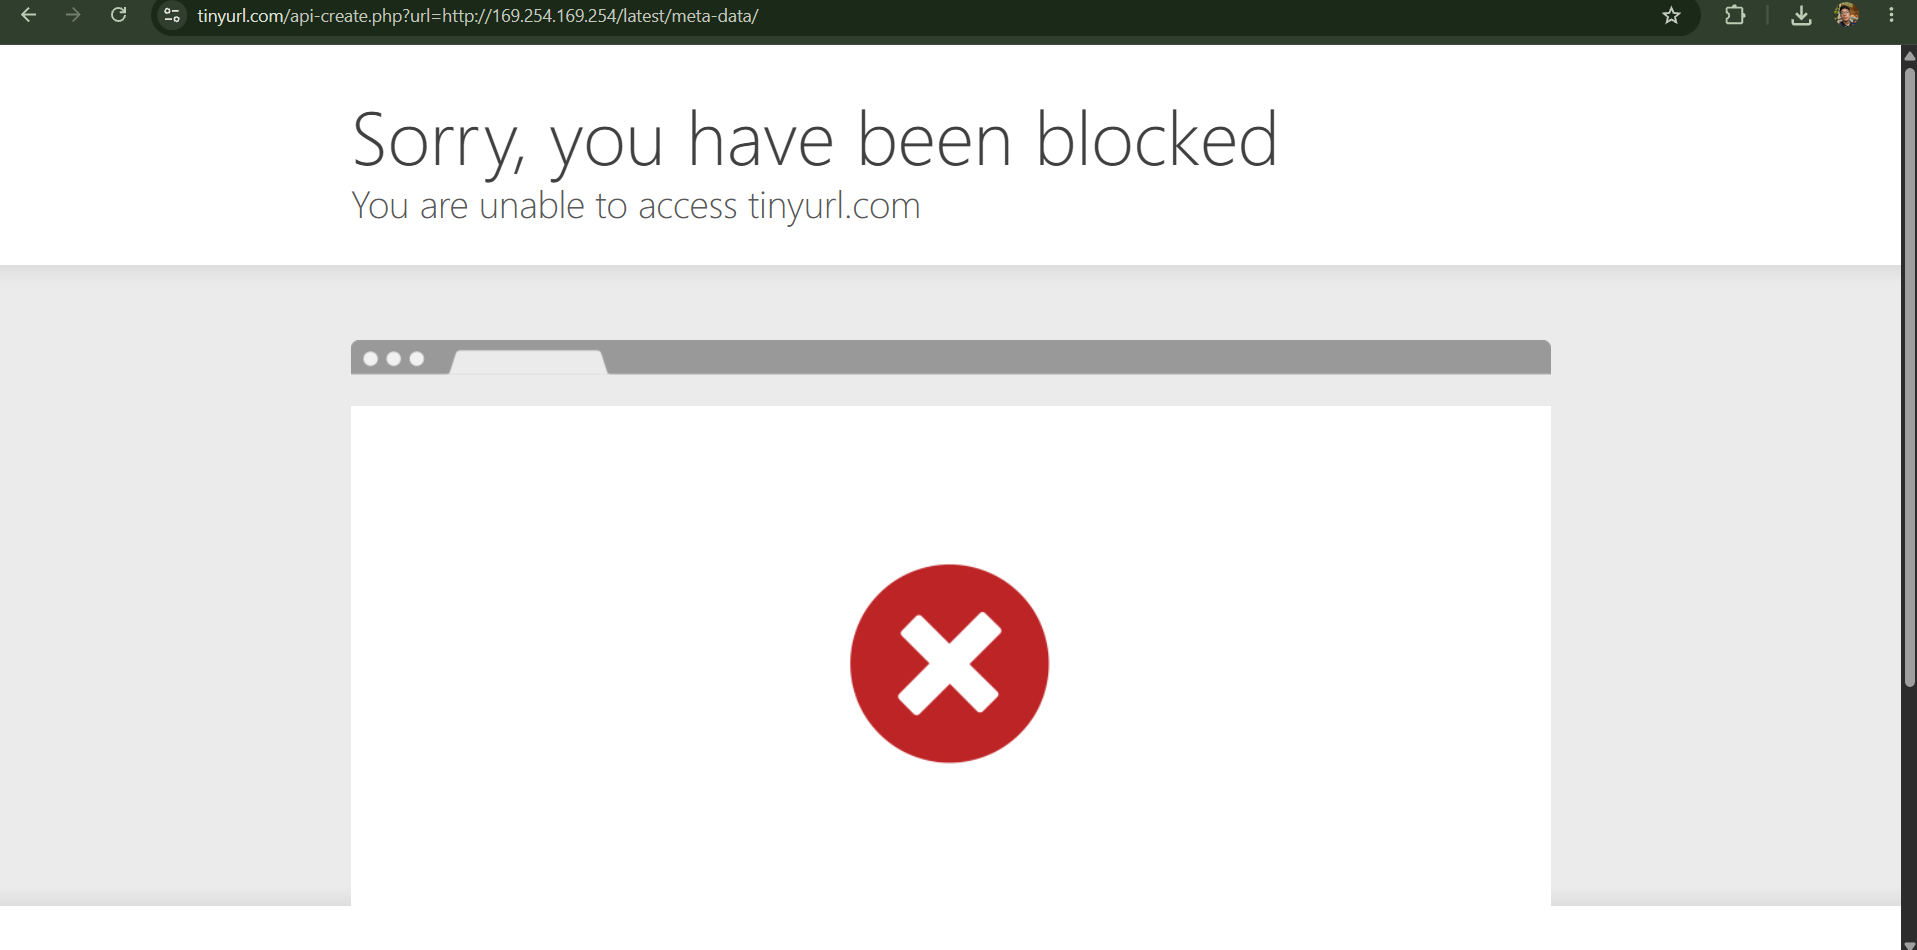 tinyurl.com/api-create.php?url=http://169.254.169.254/latest/meta-data/
Sorry, you have been blocked
You are unable to access tinyurl.com